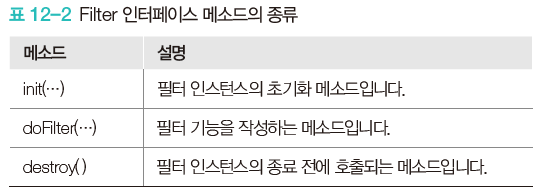 표 12-2 Filter 인터페이스 메소드의 종류
메소드 설명
init(…) 필터 인스턴스의 초기화 메소드입니다.
doFilter(…) 필터 기능을 작성하는 메소드입니다.
destroy() 필터 인스턴스의 종료 전에 호출되는 메소드입니다.